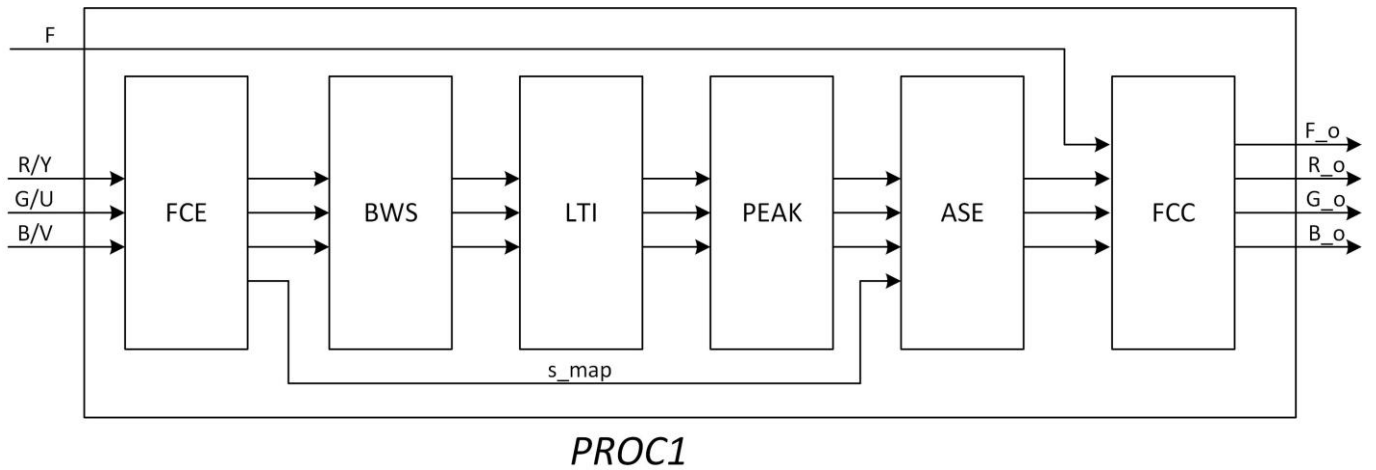 F
F_o
R/Y
R_o
G/U
FCE
BWS
LTI
PEAK
ASE
FCC
G_o
B/V
B_o
s_map
PROC1